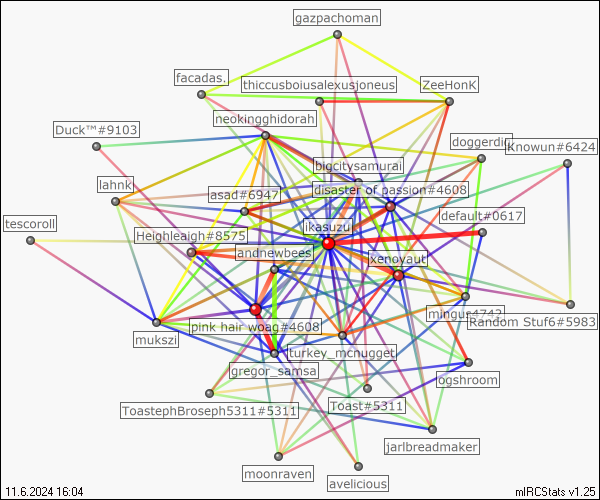 gazpachoman
facadas.
thiccusboiusalexusjoneus
ZeeHonK
neokingghidorah
Duck™#9103
doggerdi
Knowun#6424
bigcitysamurai
lahnk
asad#6947
disaster of passion#4608
default#0617
tescoroll
ikasuzu
Heighleaigh#8575
andnewbees
xenoyaut
mingus4742
Random Stuf6#5983
pink hair woag#4608
mukszi
turkey_mcnugget
gregor_samsa
ogshroom
ToastephBroseph5311#5311
Toast#5311
jarlbreadmaker
moonraven
avelicious
11.6.2024 16:04
mIRCStats v1.25